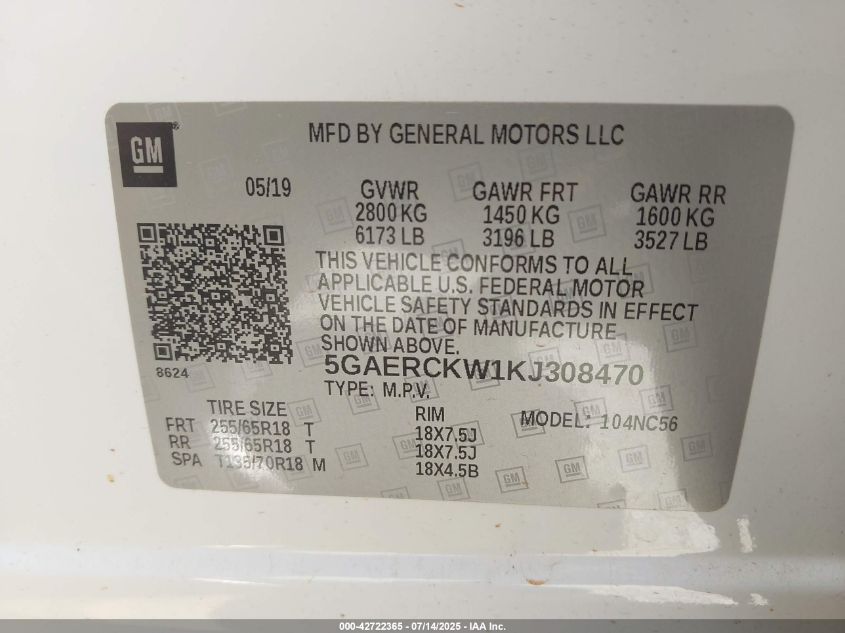 GM®
MFD BY GENERAL MOTORS LLC
05/19 GVWR GAWR FRT GAWR RR
2800 KG 1450 KG 1600 KG
6173 LB 3196 LB 3527 LB
THIS VEHICLE CONFORMS TO ALL
APPLICABLE U.S. FEDERAL MOTOR
VEHICLE SAFETY STANDARDS IN EFFECT
ON THE DATE OF MANUFACTURE
SHOWN ABOVE.
8624
5GAERCKW1KJ308470
TYPE: M.P.V.
TIRE SIZE RIM MODEL: 104NC56
FRT 255/65R18 T 18X7.5J
RR 255/65R18 T 18X7.5J
SPA T135/70R18 M 18X4.5B
000-42722365 - 07/14/2025 - IAA Inc.